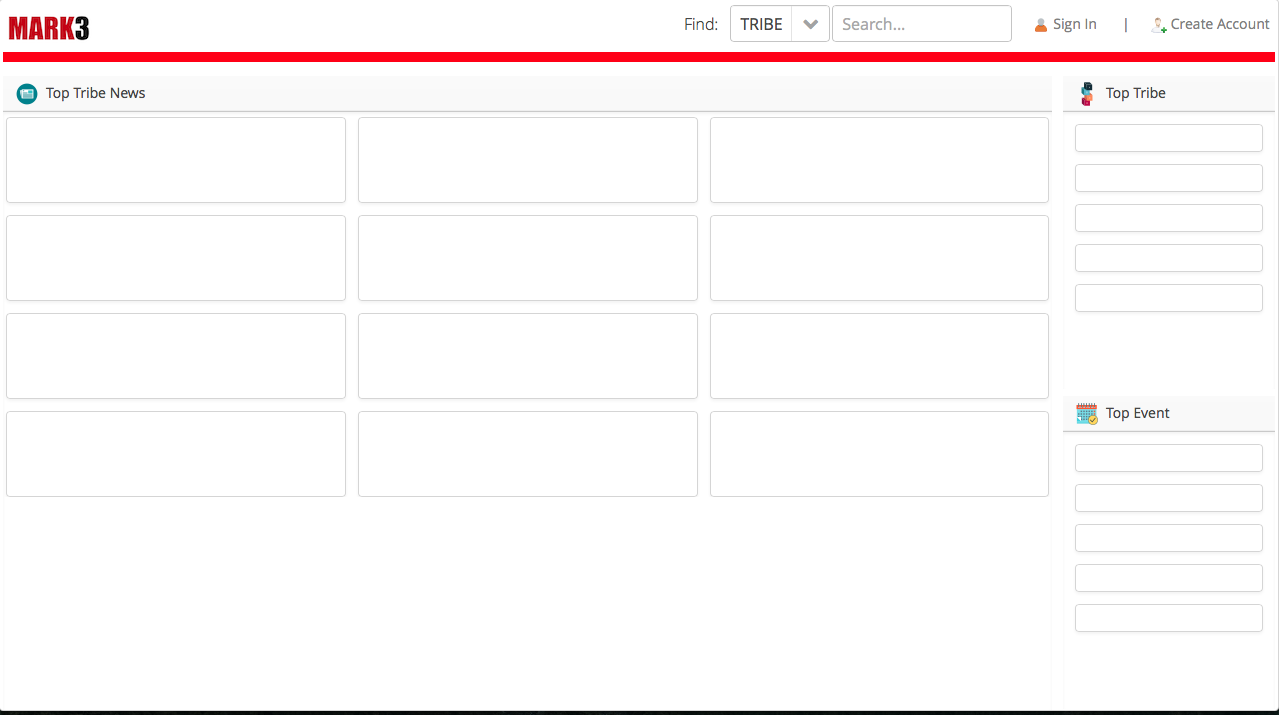 MARK3
Find: TRIBE Search... Sign In | Create Account
Top Tribe News
Top Tribe
Top Event